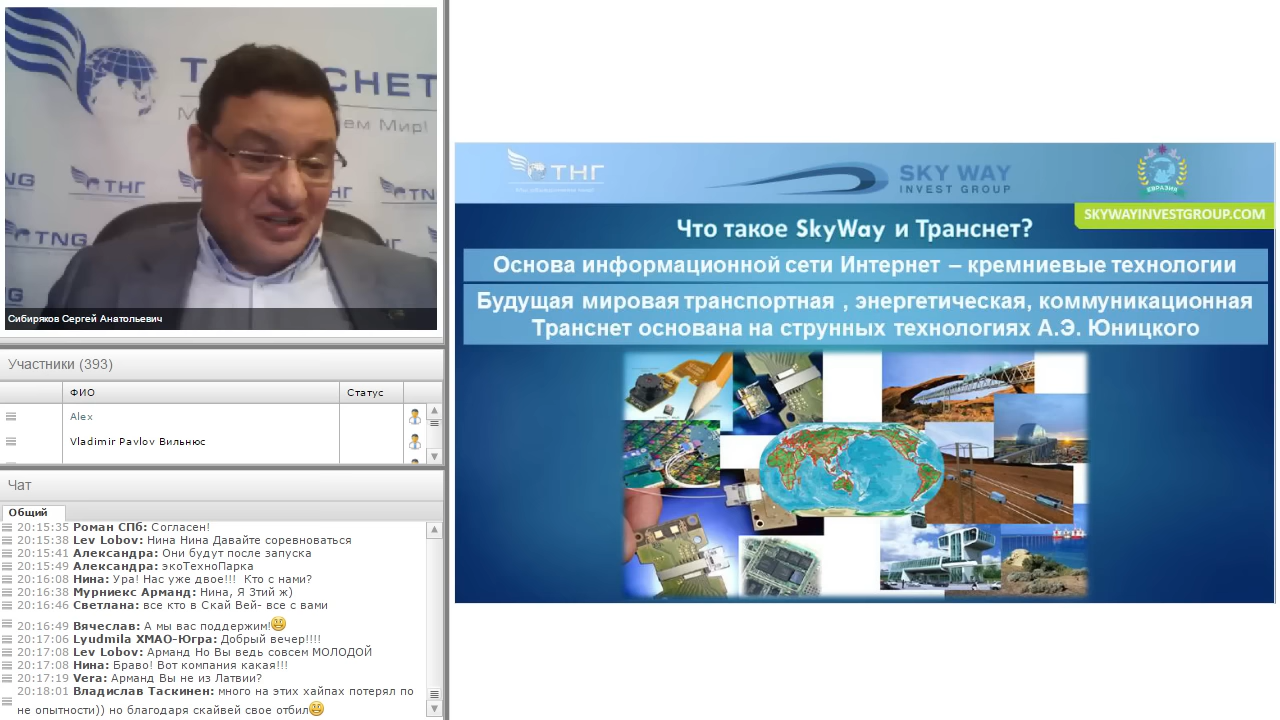 ТНГ
TNG
TNG
Сибиряков Сергей Анатольевич
Участники (393)
ФИО
Статус
Alex
Vladimir Pavlov Вильнюс
Чат
Общий
20:15:35 Роман СПб: Согласен!
20:15:38 Lev Lobov: Нина Нина Давайте соревноваться
20:15:41 Александра: Они будут после запуска
20:15:49 Александра: экоТехноПарка
20:16:08 Нина: Ура! Нас уже двое!!! Кто с нами?
20:16:38 Мурниекс Арманд: Нина, Я 3тий ж)
20:16:46 Светлана: все кто в Скай Вей- все с вами
20:16:49 Вячеслав: А мы вас поддержим!
20:17:06 Lyudmila ХМАО-Югра: Добрый вечер!!!!
20:17:08 Lev Lobov: Арманд Но Вы ведь совсем МОЛОДОЙ
20:17:08 Нина: Браво! Вот компания какая!!!
20:17:19 Vera: Арманд Вы не из Латвии?
20:18:01 Владислав Таскинен: много на этих хайпах потерял по
не опытности)) но благодаря скайвей свое отбил
ТНГ
SKY WAY
INVEST GROUP
ЕВРАЗИЯ
SKYWAYINVESTGROUP.COM
Что такое SkyWay и Транснет?
Основа информационной сети Интернет – кремниевые технологии
Будущая мировая транспортная , энергетическая, коммуникационная
Транснет основана на струнных технологиях А.Э. Юницкого